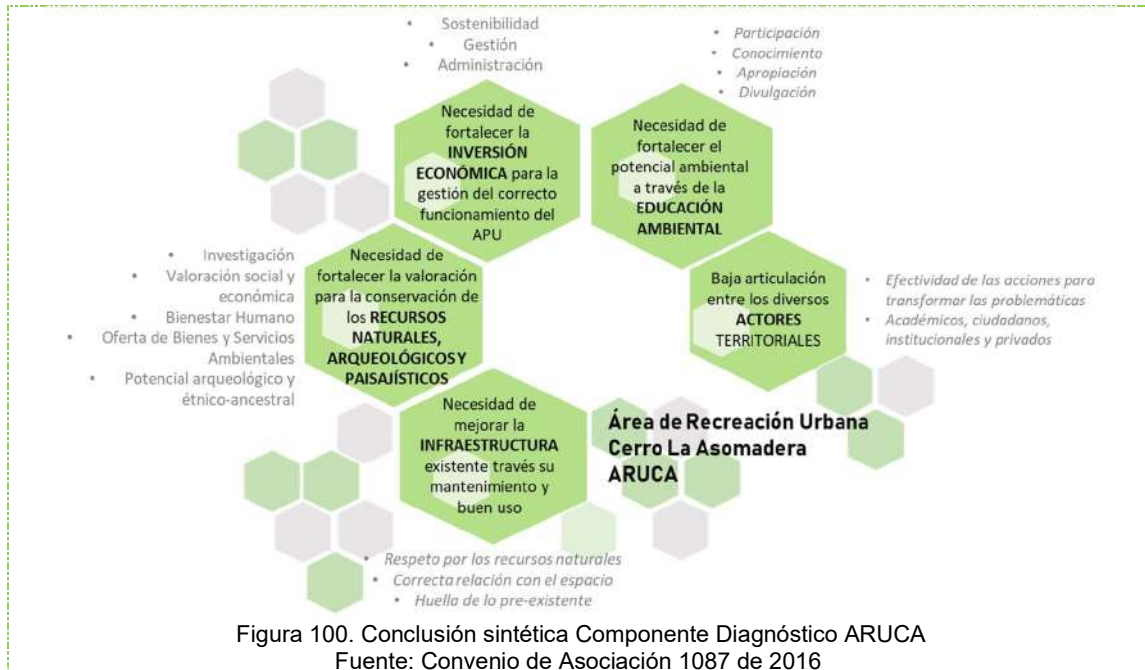 • Sostenibilidad
• Gestión
• Administración
• Participación
• Conocimiento
• Apropiación
• Divulgación
Necesidad de
fortalecer la
INVERSIÓN
ECONÓMICA para la
gestión del correcto
funcionamiento del
APU
Necesidad de
fortalecer el
potencial ambiental
a través de la
EDUCACIÓN
AMBIENTAL
• Investigación
• Valoración social y
económica
• Bienestar Humano
• Oferta de Bienes y Servicios
Ambientales
• Potencial arqueológico y
étnico-ancestral
Necesidad de
fortalecer la valoración
para la conservación de
los RECURSOS
NATURALES,
ARQUEOLÓGICOS Y
PAISAJÍSTICOS
Baja articulación
entre los diversos
ACTORES
TERRITORIALES
• Efectividad de las acciones para
transformar las problemáticas
• Académicos, ciudadanos,
institucionales y privados
Necesidad de
mejorar la
INFRAESTRUCTURA
existente través su
mantenimiento y
buen uso
Área de Recreación Urbana
Cerro La Asomadera
ARUCA
• Respeto por los recursos naturales
• Correcta relación con el espacio
• Huella de lo pre-existente
Figura 100. Conclusión sintética Componente Diagnóstico ARUCA
Fuente: Convenio de Asociación 1087 de 2016